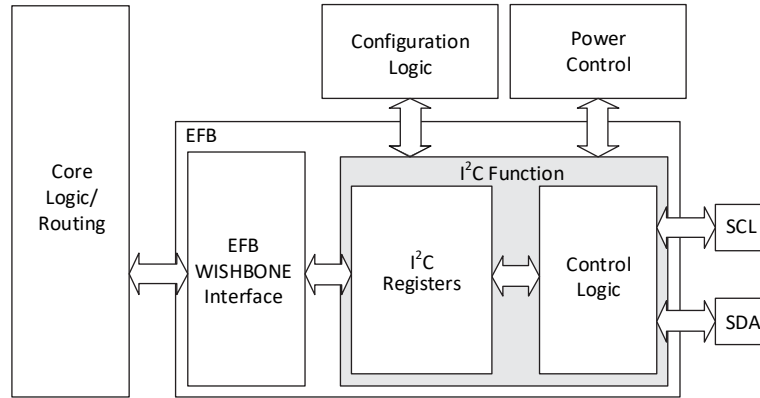 Configuration
Logic
Power
Control
EFB
Core
Logic/
Routing
EFB
WISHBONE
Interface
I²C Function
I²C
Registers
Control
Logic
SCL
SDA